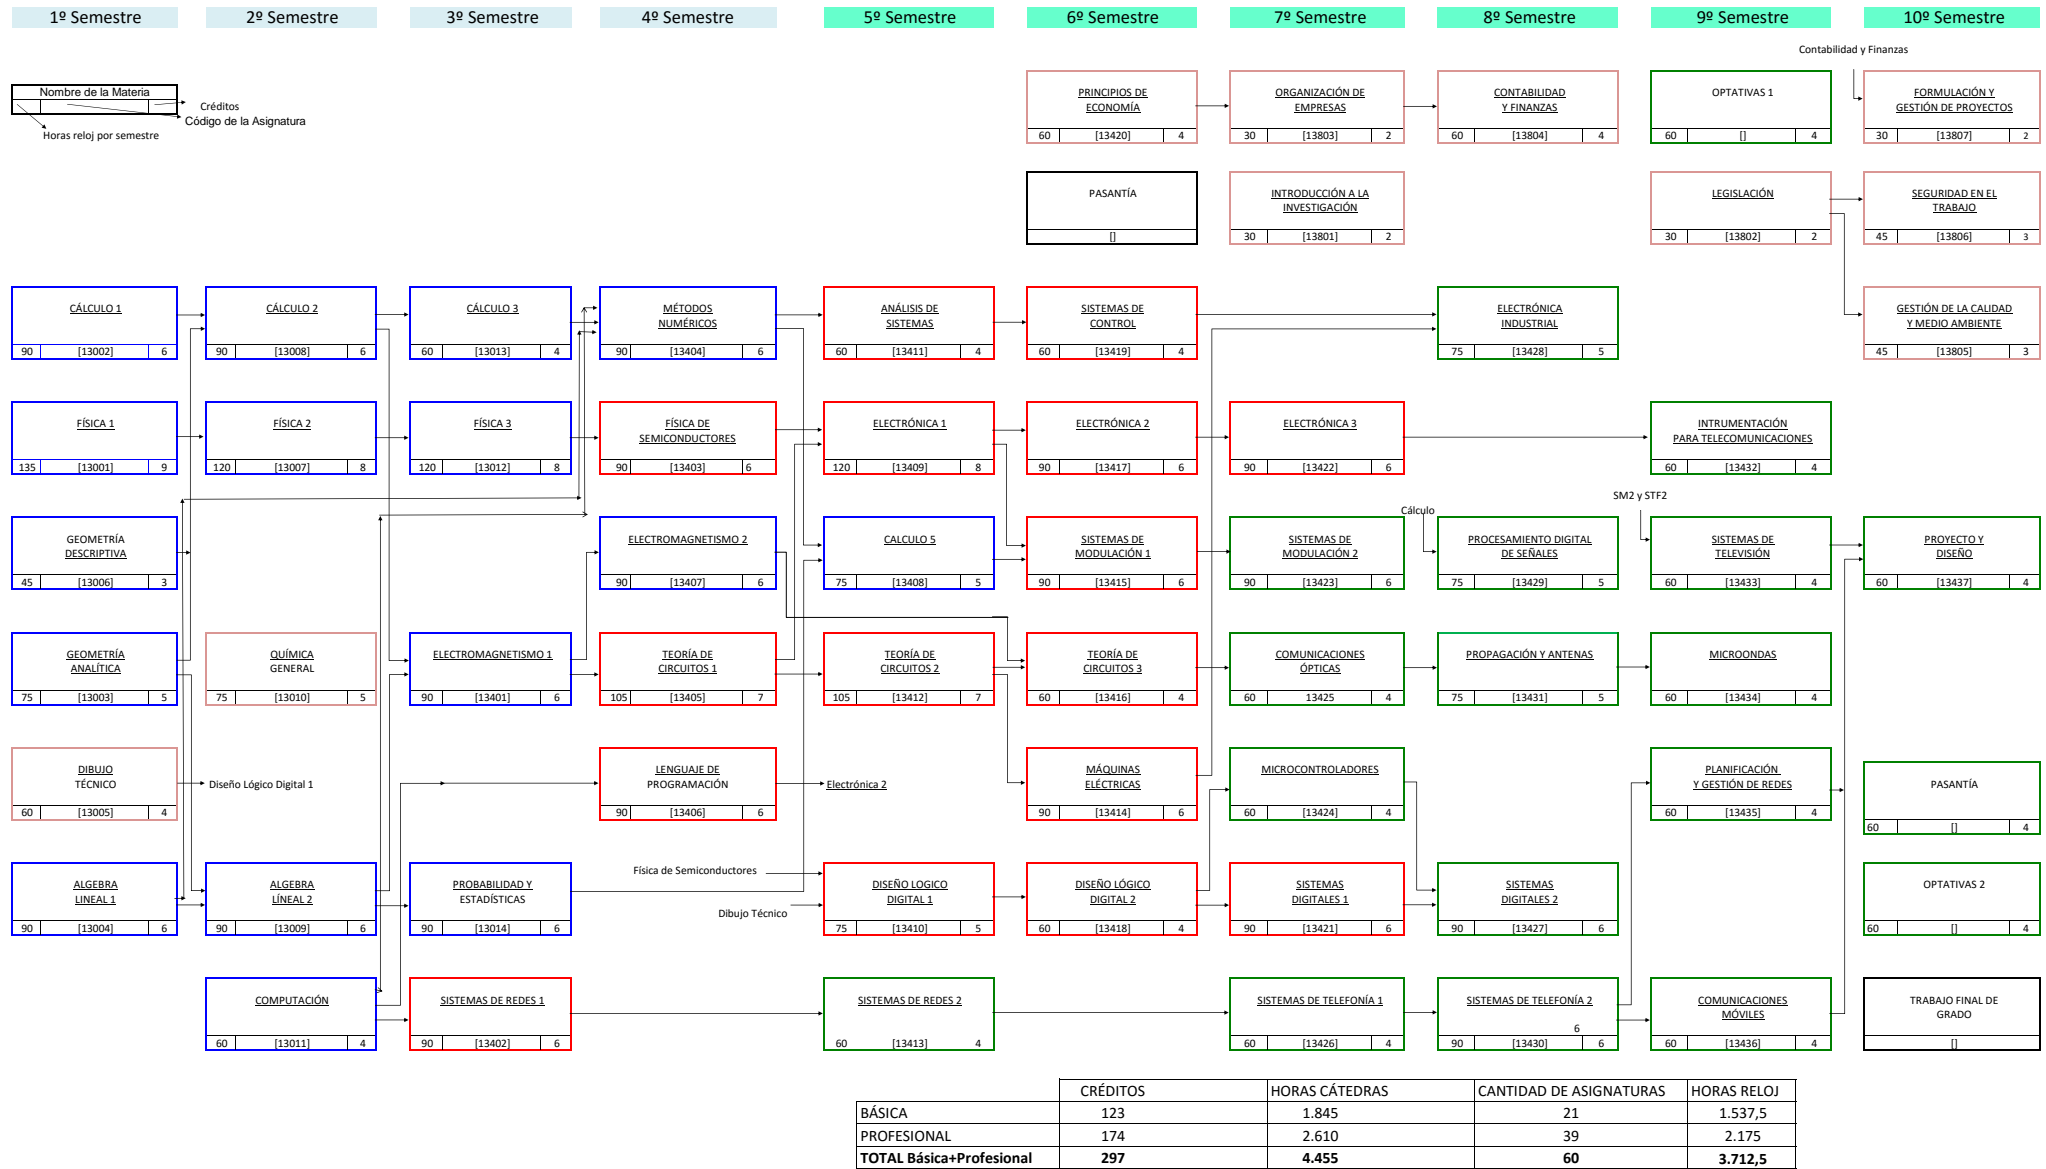 1º Semestre
2º Semestre
3º Semestre
4º Semestre
5º Semestre
6º Semestre
7º Semestre
8º Semestre
9º Semestre
10º Semestre
Contabilidad y Finanzas
Nombre de la Materia
Créditos
Código de la Asignatura
Horas reloj por semestre
PRINCIPIOS DE
ECONOMÍA
60 [13420] 4
ORGANIZACIÓN DE
EMPRESAS
30 [13803] 2
CONTABILIDAD
Y FINANZAS
60 [13804] 4
OPTATIVAS 1
60 [] 4
FORMULACIÓN Y
GESTIÓN DE PROYECTOS
30 [13807] 2
PASANTÍA
[]
INTRODUCCIÓN A LA
INVESTIGACIÓN
30 [13801] 2
LEGISLACIÓN
30 [13802] 2
SEGURIDAD EN EL
TRABAJO
45 [13806] 3
CÁLCULO 1
90 [13002] 6
CÁLCULO 2
90 [13008] 6
CÁLCULO 3
60 [13013] 4
MÉTODOS
NUMÉRICOS
90 [13404] 6
ANÁLISIS DE
SISTEMAS
60 [13411] 4
SISTEMAS DE
CONTROL
60 [13419] 4
ELECTRÓNICA
INDUSTRIAL
75 [13428] 5
GESTIÓN DE LA CALIDAD
Y MEDIO AMBIENTE
45 [13805] 3
FÍSICA 1
135 [13001] 9
FÍSICA 2
120 [13007] 8
FÍSICA 3
120 [13012] 8
FÍSICA DE
SEMICONDUCTORES
90 [13403] 6
ELECTRÓNICA 1
120 [13409] 8
ELECTRÓNICA 2
90 [13417] 6
ELECTRÓNICA 3
90 [13422] 6
INTRUMENTACIÓN
PARA TELECOMUNICACIONES
60 [13432] 4
SM2 y STF2
Cálculo
GEOMETRÍA
DESCRIPTIVA
45 [13006] 3
ELECTROMAGNETISMO 2
90 [13407] 6
CALCULO 5
75 [13408] 5
SISTEMAS DE
MODULACIÓN 1
90 [13415] 6
SISTEMAS DE
MODULACIÓN 2
90 [13423] 6
PROCESAMIENTO DIGITAL
DE SEÑALES
75 [13429] 5
SISTEMAS DE
TELEVISIÓN
60 [13433] 4
PROYECTO Y
DISEÑO
60 [13437] 4
GEOMETRÍA
ANALÍTICA
75 [13003] 5
QUÍMICA
GENERAL
75 [13010] 5
ELECTROMAGNETISMO 1
90 [13401] 6
TEORÍA DE
CIRCUITOS 1
105 [13405] 7
TEORÍA DE
CIRCUITOS 2
105 [13412] 7
TEORÍA DE
CIRCUITOS 3
60 [13416] 4
COMUNICACIONES
ÓPTICAS
60 13425 4
PROPAGACIÓN Y ANTENAS
75 [13431] 5
MICROONDAS
60 [13434] 4
DIBUJO
TÉCNICO
60 [13005] 4
Diseño Lógico Digital 1
LENGUAJE DE
PROGRAMACIÓN
90 [13406] 6
Electrónica 2
MÁQUINAS
ELÉCTRICAS
90 [13414] 6
MICROCONTROLADORES
60 [13424] 4
PLANIFICACIÓN
Y GESTIÓN DE REDES
60 [13435] 4
PASANTÍA
60 [] 4
ALGEBRA
LINEAL 1
90 [13004] 6
ALGEBRA
LÍNEAL 2
90 [13009] 6
PROBABILIDAD Y
ESTADÍSTICAS
90 [13014] 6
Física de Semiconductores
Dibujo Técnico
DISEÑO LOGICO
DIGITAL 1
75 [13410] 5
DISEÑO LÓGICO
DIGITAL 2
60 [13418] 4
SISTEMAS
DIGITALES 1
90 [13421] 6
SISTEMAS
DIGITALES 2
90 [13427] 6
OPTATIVAS 2
60 [] 4
COMPUTACIÓN
60 [13011] 4
SISTEMAS DE REDES 1
90 [13402] 6
SISTEMAS DE REDES 2
60 [13413] 4
SISTEMAS DE TELEFONÍA 1
60 [13426] 4
SISTEMAS DE TELEFONÍA 2
6
90 [13430] 6
COMUNICACIONES
MÓVILES
60 [13436] 4
TRABAJO FINAL DE
GRADO
[]
CRÉDITOS HORAS CÁTEDRAS CANTIDAD DE ASIGNATURAS HORAS RELOJ
BÁSICA 123 1.845 21 1.537,5
PROFESIONAL 174 2.610 39 2.175
TOTAL Básica+Profesional 297 4.455 60 3.712,5